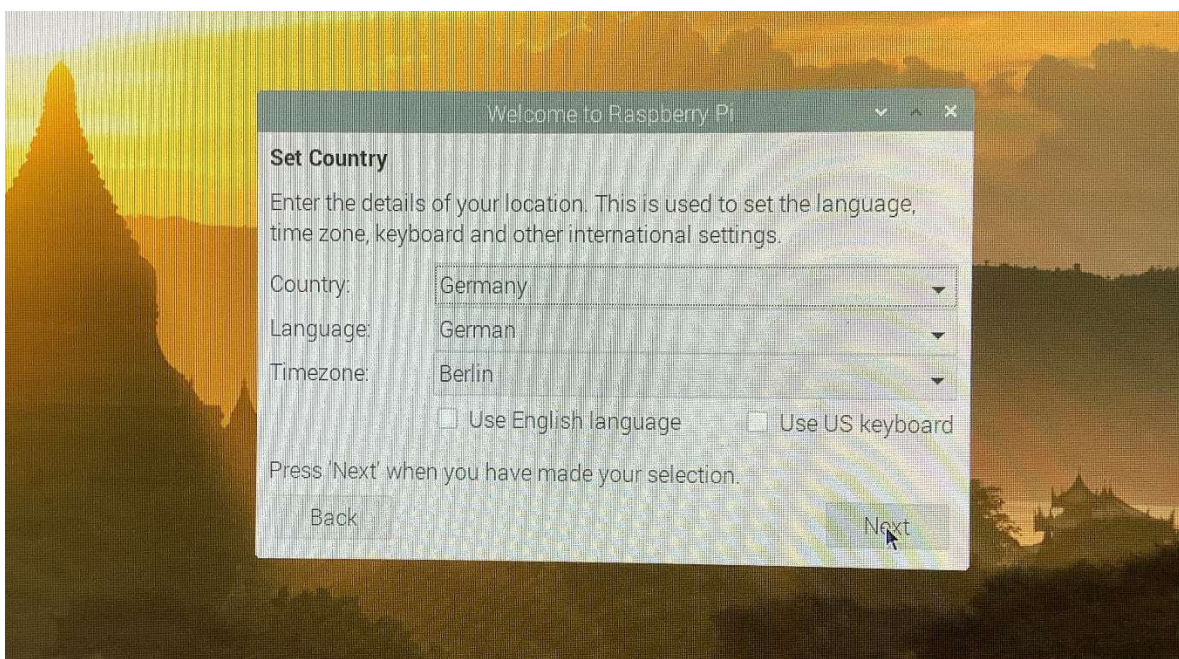 Welcome to Raspberry Pi
Set Country
Enter the details of your location. This is used to set the language,
time zone, keyboard and other international settings.
Country: Germany
Language: German
Timezone: Berlin
Use English language Use US keyboard
Press 'Next' when you have made your selection.
Back Next